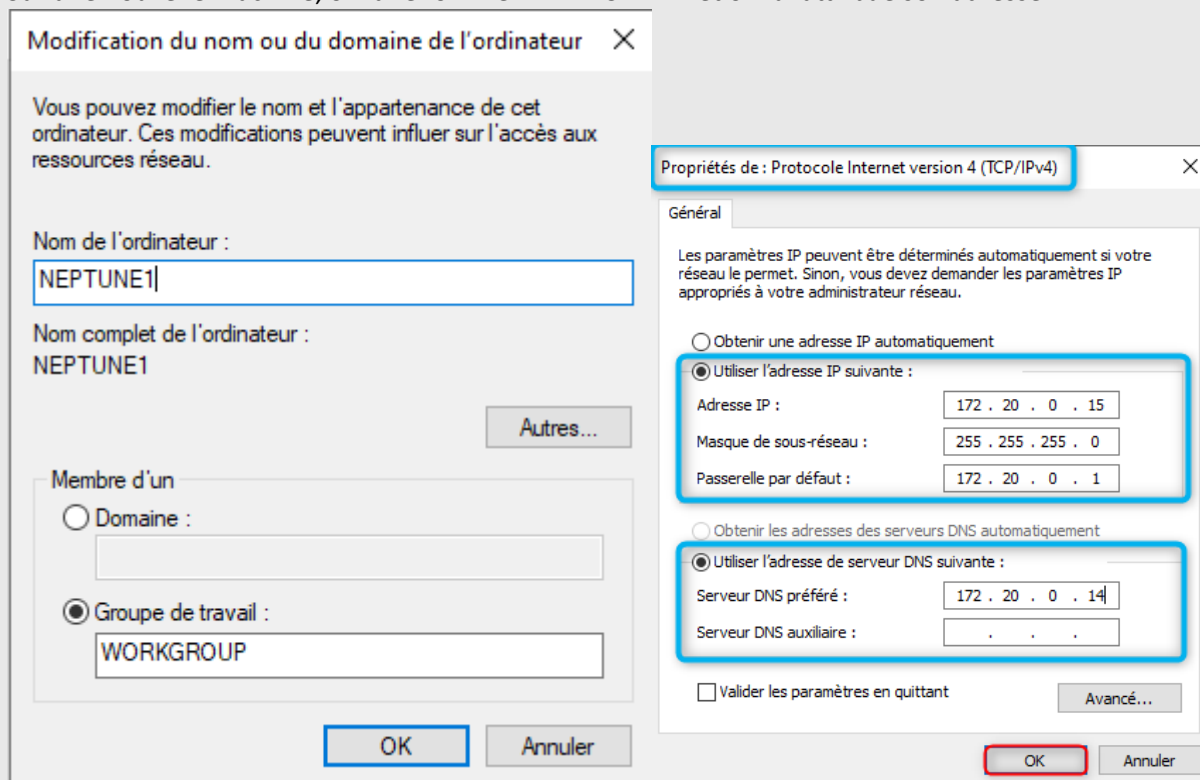 Modification du nom ou du domaine de l'ordinateur
Vous pouvez modifier le nom et l'appartenance de cet
ordinateur. Ces modifications peuvent influer sur l'accès aux
ressources réseau.
Nom de l'ordinateur :
NEPTUNE1
Nom complet de l'ordinateur :
NEPTUNE1
Autres...
Membre d'un
Domaine :
Groupe de travail :
WORKGROUP
OK
Annuler
Propriétés de : Protocole Internet version 4 (TCP/IPv4)
Général
Les paramètres IP peuvent être déterminés automatiquement si votre
réseau le permet. Sinon, vous devez demander les paramètres IP
appropriés à votre administrateur réseau.
Obtenir une adresse IP automatiquement
Utiliser l'adresse IP suivante :
Adresse IP : 172 . 20 . 0 . 15
Masque de sous-réseau : 255 . 255 . 255 . 0
Passerelle par défaut : 172 . 20 . 0 . 1
Obtenir les adresses des serveurs DNS automatiquement
Utiliser l'adresse de serveur DNS suivante :
Serveur DNS préféré : 172 . 20 . 0 . 14
Serveur DNS auxiliaire : . . .
Valider les paramètres en quittant
Avancé...
OK
Annuler